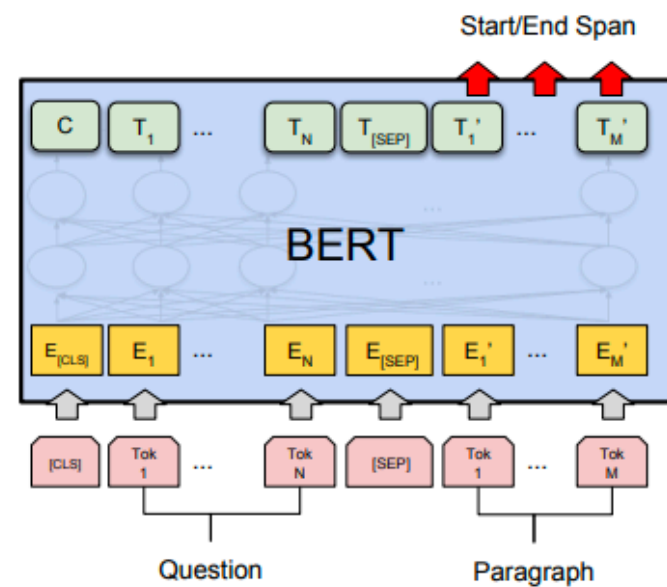 Start/End Span
C T1 ... TN T[SEP] T1' ... TM'
...
BERT
...
E[CLS] E1 ... EN E[SEP] E1' ... EM'
[CLS] Tok 1 ... Tok N [SEP] Tok 1 ... Tok M
Question Paragraph